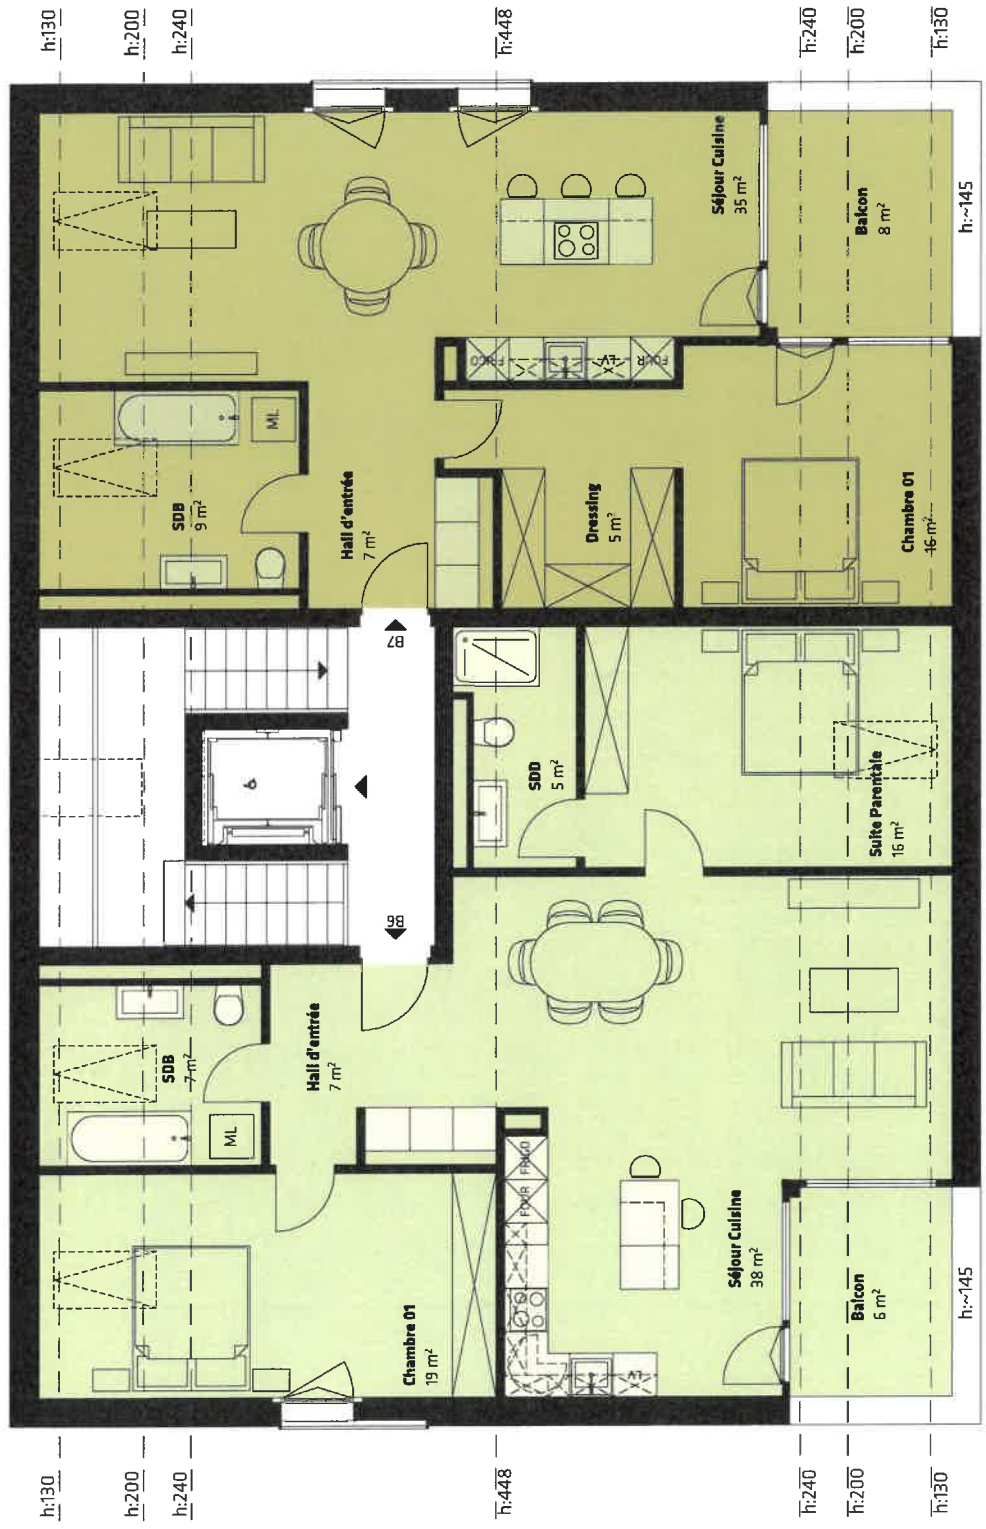 h:130
h:200
h:240
h:448
h:240
h:200
h:130
Séjour Cuisine
35 m²
Balcon
8 m²
h:~145
FRIGO
LV
FOUR
ML
SDB
9 m²
Hall d'entrée
7 m²
Dressing
5 m²
Chambre 01
16 m²
B7
SDD
5 m²
Suite Parentale
16 m²
B6
SDB
7 m²
ML
Hall d'entrée
7 m²
FOUR
FRIGO
LV
Chambre 01
19 m²
Séjour Cuisine
38 m²
Balcon
6 m²
h:~145
h:130
h:200
h:240
h:448
h:240
h:200
h:130